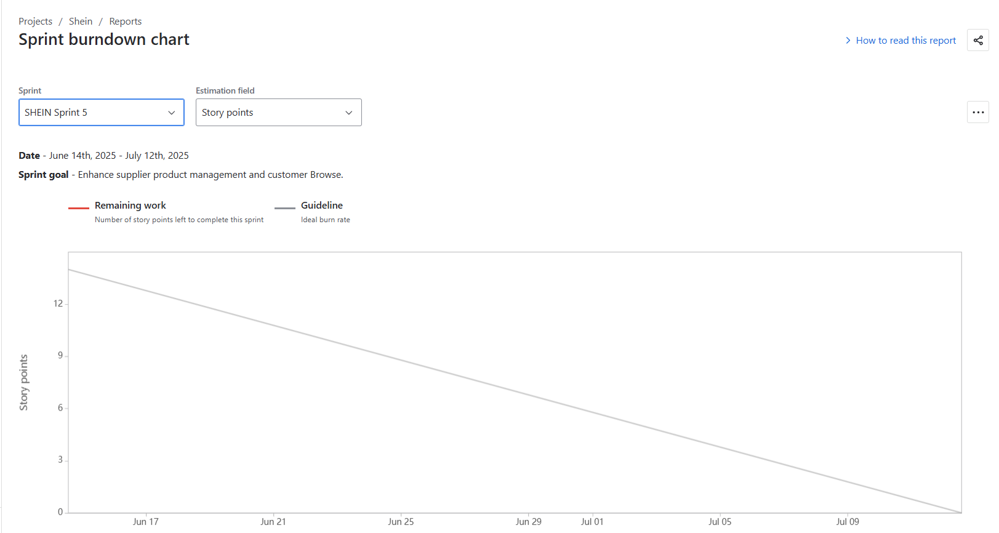 Projects / Shein / Reports
Sprint burndown chart
How to read this report
Sprint
Estimation field
SHEIN Sprint 5
Story points
Date - June 14th, 2025 - July 12th, 2025
Sprint goal - Enhance supplier product management and customer Browse.
Remaining work
Number of story points left to complete this sprint
Guideline
Ideal burn rate
Story points
12
9
6
3
0
Jun 17
Jun 21
Jun 25
Jun 29
Jul 01
Jul 05
Jul 09